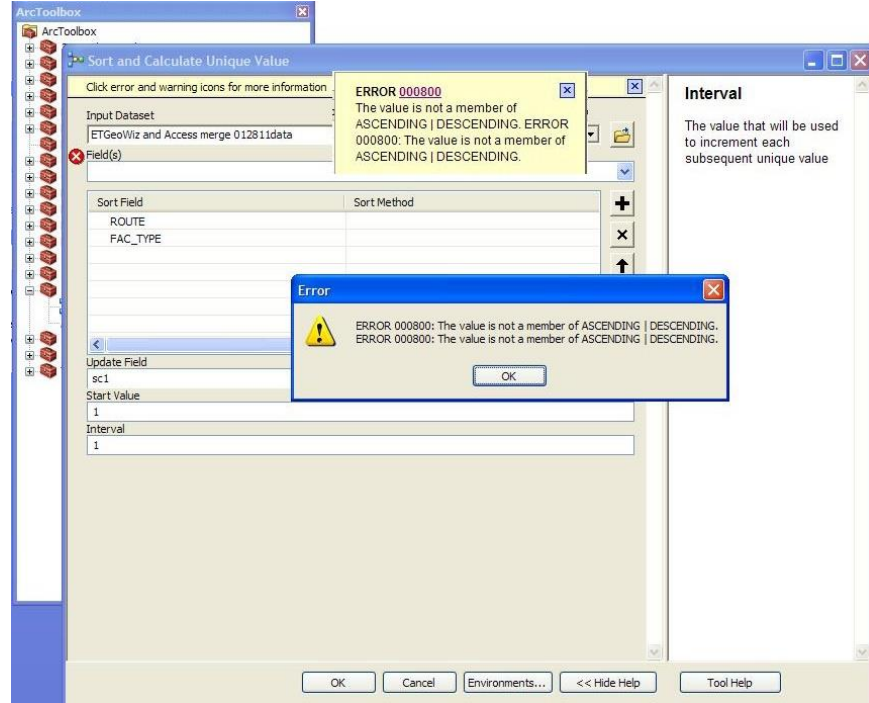 ArcToolbox
ArcToolbox
Sort and Calculate Unique Value
Click error and warning icons for more information
Input Dataset
ETGeoWiz and Access merge 012811data
Field(s)
ERROR 000800
The value is not a member of
ASCENDING | DESCENDING. ERROR
000800: The value is not a member of
ASCENDING | DESCENDING.
Sort Field
Sort Method
ROUTE
FAC_TYPE
Error
ERROR 000800: The value is not a member of ASCENDING | DESCENDING.
ERROR 000800: The value is not a member of ASCENDING | DESCENDING.
OK
Update Field
sc1
Start Value
1
Interval
1
Interval
The value that will be used
to increment each
subsequent unique value
OK
Cancel
Environments...
<< Hide Help
Tool Help